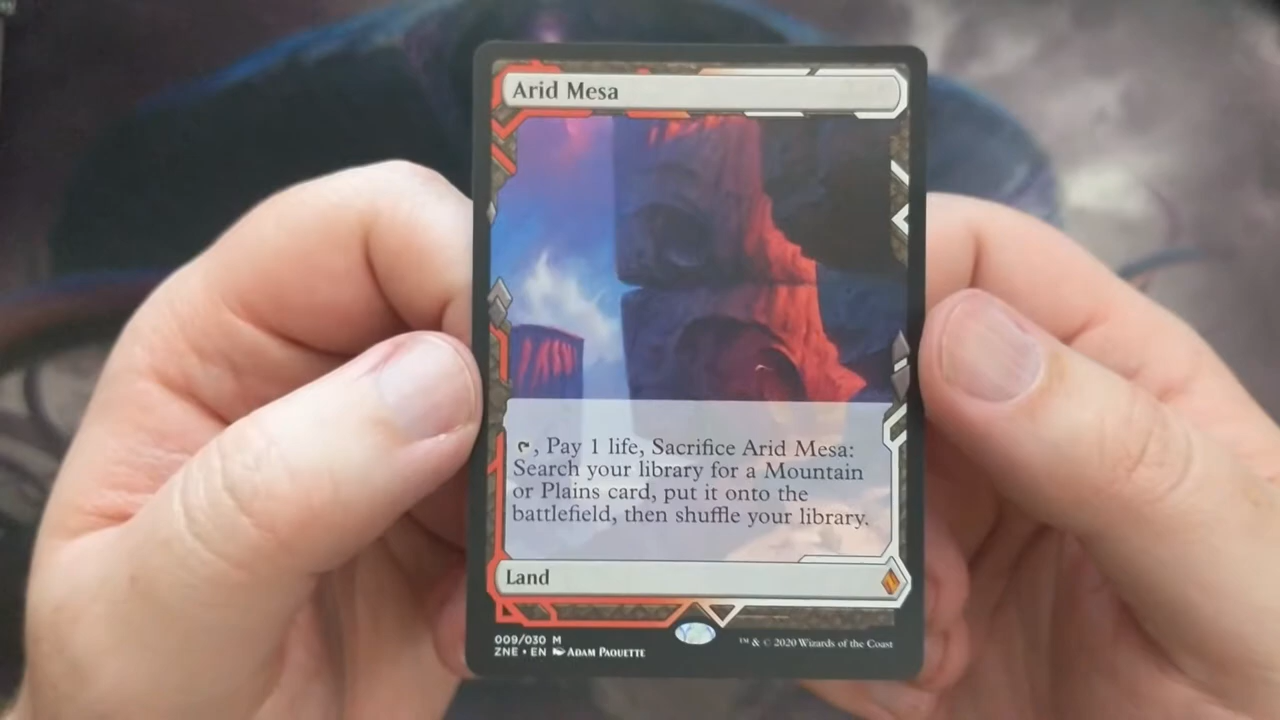 Arid Mesa
, Pay 1 life, Sacrifice Arid Mesa:
Search your library for a Mountain
or Plains card, put it onto the
battlefield, then shuffle your library.
Land
009/030 M
ZNE • EN ADAM PAQUETTE
™ & © 2020 Wizards of the Coast